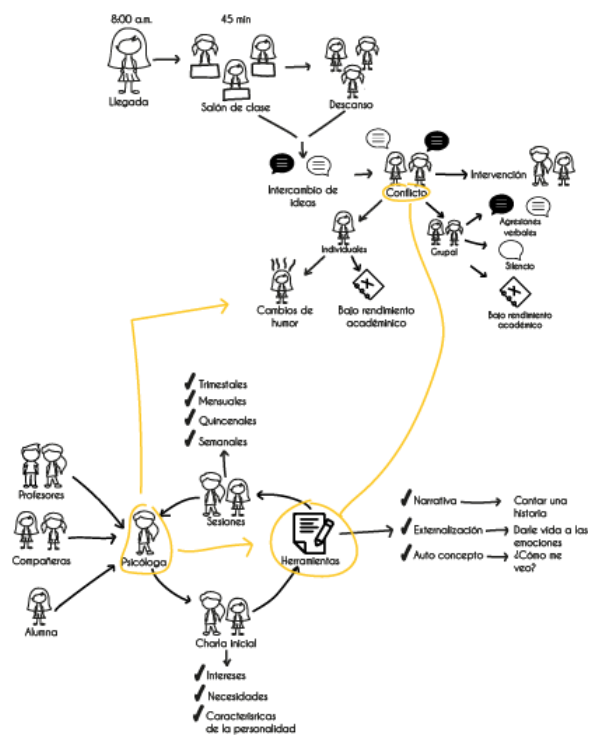 8:00 a.m.
45 min
Llegada
Salón de clase
Descanso
Intercambio de
ideas
Conflicto
Intervención
Individuales
Grupal
Agresiones
verbales
Silencio
Cambios de
humor
Bajo rendimiento
académinico
Bajo rendimiento
académico
Trimestales
Mensuales
Quincenales
Semanales
Profesores
Sesiones
Narrativa
Contar una
historia
Externalización
Darle vida a las
emociones
Auto concepto
¿Cómo me
veo?
Compañeras
Psicóloga
Herramientas
Alumna
Charla inicial
Intereses
Necesidades
Caracterísricas
de la personalidad